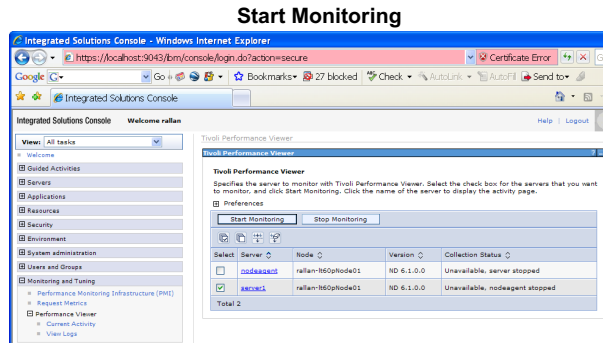 Start Monitoring
Integrated Solutions Console - Windows Internet Explorer
https://localhost:9043/ibm/console/login.do?action=secure
Certificate Error
Google G
Go
Bookmarks
27 blocked
Check
AutoLink
AutoFill
Send to
Integrated Solutions Console
Integrated Solutions Console Welcome rallan
Help | Logout
View: All tasks
Welcome
Guided Activities
Servers
Applications
Resources
Security
Environment
System administration
Users and Groups
Monitoring and Tuning
Performance Monitoring Infrastructure (PMI)
Request Metrics
Performance Viewer
Current Activity
View Logs
Tivoli Performance Viewer
Tivoli Performance Viewer
? -
Tivoli Performance Viewer
Specifies the server to monitor with Tivoli Performance Viewer. Select the check box for the servers that you want
to monitor, and click Start Monitoring. Click the name of the server to display the activity page.
Preferences
Start Monitoring Stop Monitoring
Select Server Node Version Collection Status
nodeagent rallan-lt60pNode01 ND 6.1.0.0 Unavailable, server stopped
server1 rallan-lt60pNode01 ND 6.1.0.0 Unavailable, nodeagent stopped
Total 2